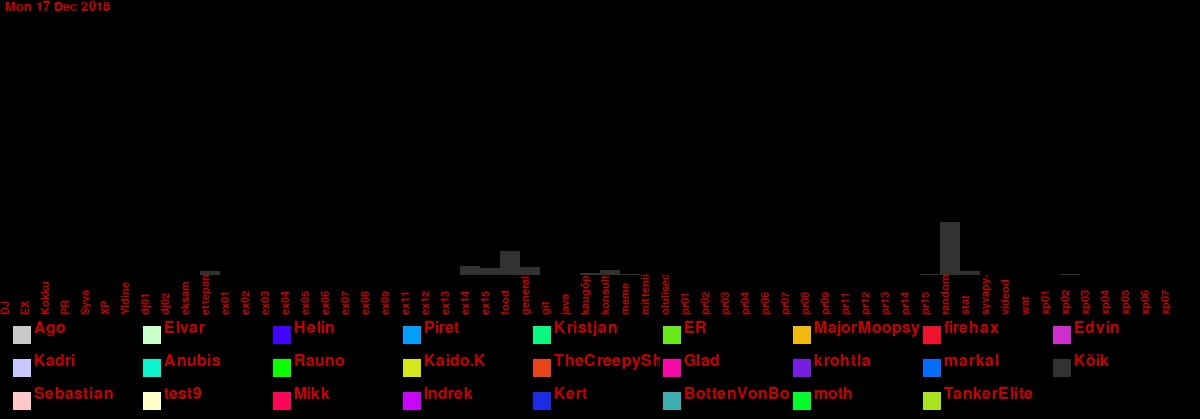 Mon 17 Dec 2018
DJ EX Kokku PR Syva XP Yldine dj01 dj02 eksam ettepan ex01 ex02 ex03 ex04 ex05 ex06 ex07 ex08 ex09 ex11 ex12 ex13 ex14 ex15 food general git java kaugõp konsult meme mittenii olulised pr01 pr02 pr03 pr04 pr06 pr07 pr08 pr09 pr11 pr12 pr13 pr14 pr15 random stat syvapy- videod wat xp01 xp02 xp03 xp04 xp05 xp06 xp07
Ago Elvar Helin Piret Kristjan ER MajorMoopsy firehax Edvin
Kadri Anubis Rauno Kaido.K TheCreepySh Glad krohtla markal Kõik
Sebastian test9 Mikk Indrek Kert BottenVonBo moth TankerElite